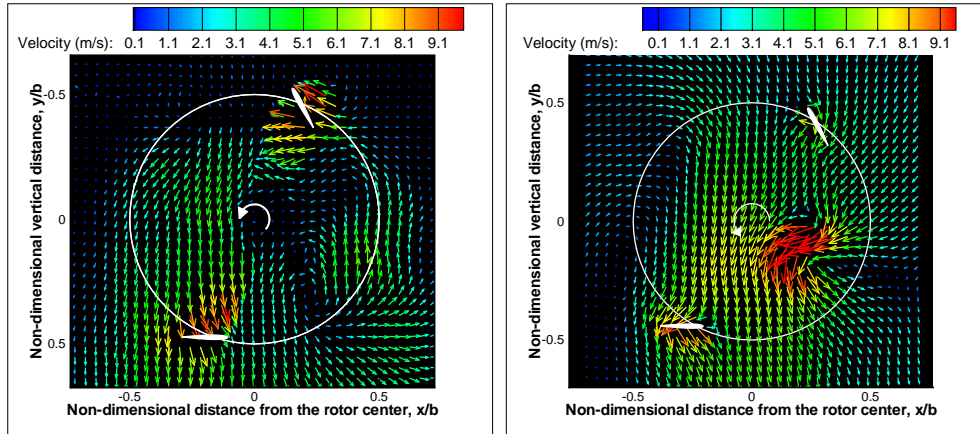 Velocity (m/s): 0.1 1.1 2.1 3.1 4.1 5.1 6.1 7.1 8.1 9.1
Non-dimensional vertical distance, y/b
-0.5
0
0.5
-0.5 0 0.5
Non-dimensional distance from the rotor center, x/b
Velocity (m/s): 0.1 1.1 2.1 3.1 4.1 5.1 6.1 7.1 8.1 9.1
Non-dimensional vertical distance, y/b
0.5
0
-0.5
-0.5 0 0.5
Non-dimensional distance from the rotor center, x/b